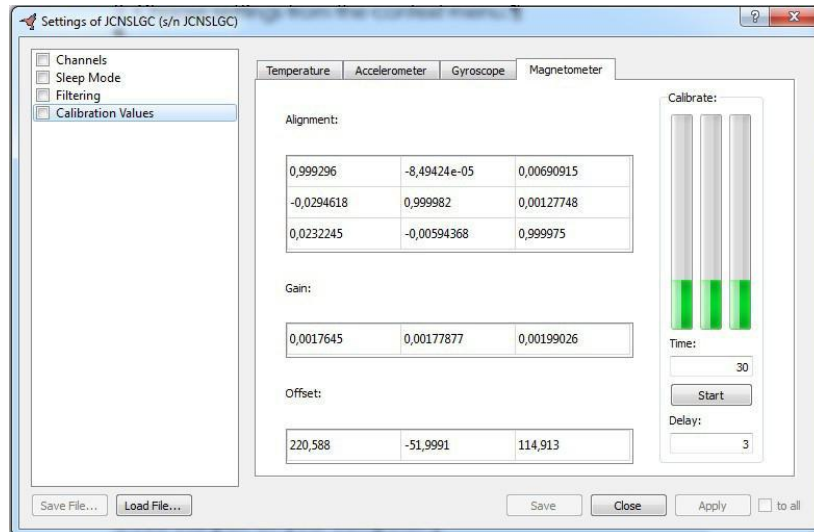 Settings of JCNSLGC (s/n JCNSLGC)
Channels
Sleep Mode
Filtering
Calibration Values
Temperature
Accelerometer
Gyroscope
Magnetometer
Alignment:
0,999296 -8,49424e-05 0,00690915
-0,0294618 0,999982 0,00127748
0,0232245 -0,00594368 0,999975
Gain:
0,0017645 0,00177877 0,00199026
Offset:
220,588 -51,9991 114,913
Calibrate:
Time:
30
Start
Delay:
3
Save File...
Load File...
Save
Close
Apply
to all